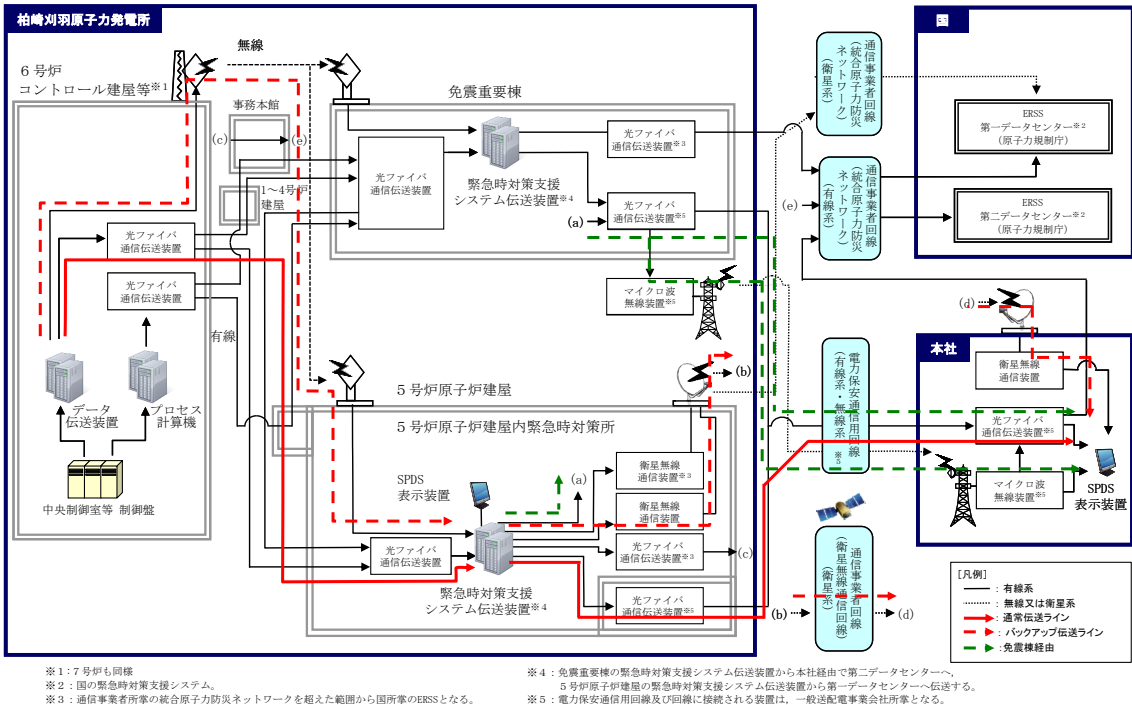 柏崎刈羽原子力発電所
6号炉
コントロール建屋等※1
無線
事務本館
(c)
(e)
1～4号炉
建屋
光ファイバ
通信伝送装置
光ファイバ
通信伝送装置
有線
データ
伝送装置
プロセス
計算機
中央制御室等 制御盤
免震重要棟
光ファイバ
通信伝送装置
緊急時対策支援
システム伝送装置※4
光ファイバ
通信伝送装置※3
(a)
光ファイバ
通信伝送装置※5
マイクロ波
無線装置※5
5号炉原子炉建屋
(b)
5号炉原子炉建屋内緊急時対策所
SPDS
表示装置
(a)
衛星無線
通信装置※3
衛星無線
通信装置
光ファイバ
通信伝送装置
光ファイバ
通信伝送装置※3
(c)
緊急時対策支援
システム伝送装置※4
光ファイバ
通信伝送装置※5
通信事業者回線
(統合原子力防災
ネットワーク)
(衛星系)
(e)
通信事業者回線
(統合原子力防災
ネットワーク)
(有線系)
電力保安通信用回線
(有線系・無線系)※5
(b)
通信事業者回線
(衛星無線通信回線)
(衛星系)
(d)
国
ERSS
第一データセンター※2
(原子力規制庁)
ERSS
第二データセンター※2
(原子力規制庁)
(d)
本社
衛星無線
通信装置
光ファイバ
通信伝送装置※5
マイクロ波
無線装置※5
SPDS
表示装置
[凡例]
：有線系
：無線又は衛星系
：通常伝送ライン
：バックアップ伝送ライン
：免震棟経由
※1：7号炉も同様
※2：国の緊急時対策支援システム。
※3：通信事業者所掌の統合原子力防災ネットワークを超えた範囲から国所掌のERSSとなる。
※4：免震重要棟の緊急時対策支援システム伝送装置から本社経由で第二データセンターへ，
5号炉原子炉建屋の緊急時対策支援システム伝送装置から第一データセンターへ伝送する。
※5：電力保安通信用回線及び回線に接続される装置は，一般送配電事業会社所掌となる。